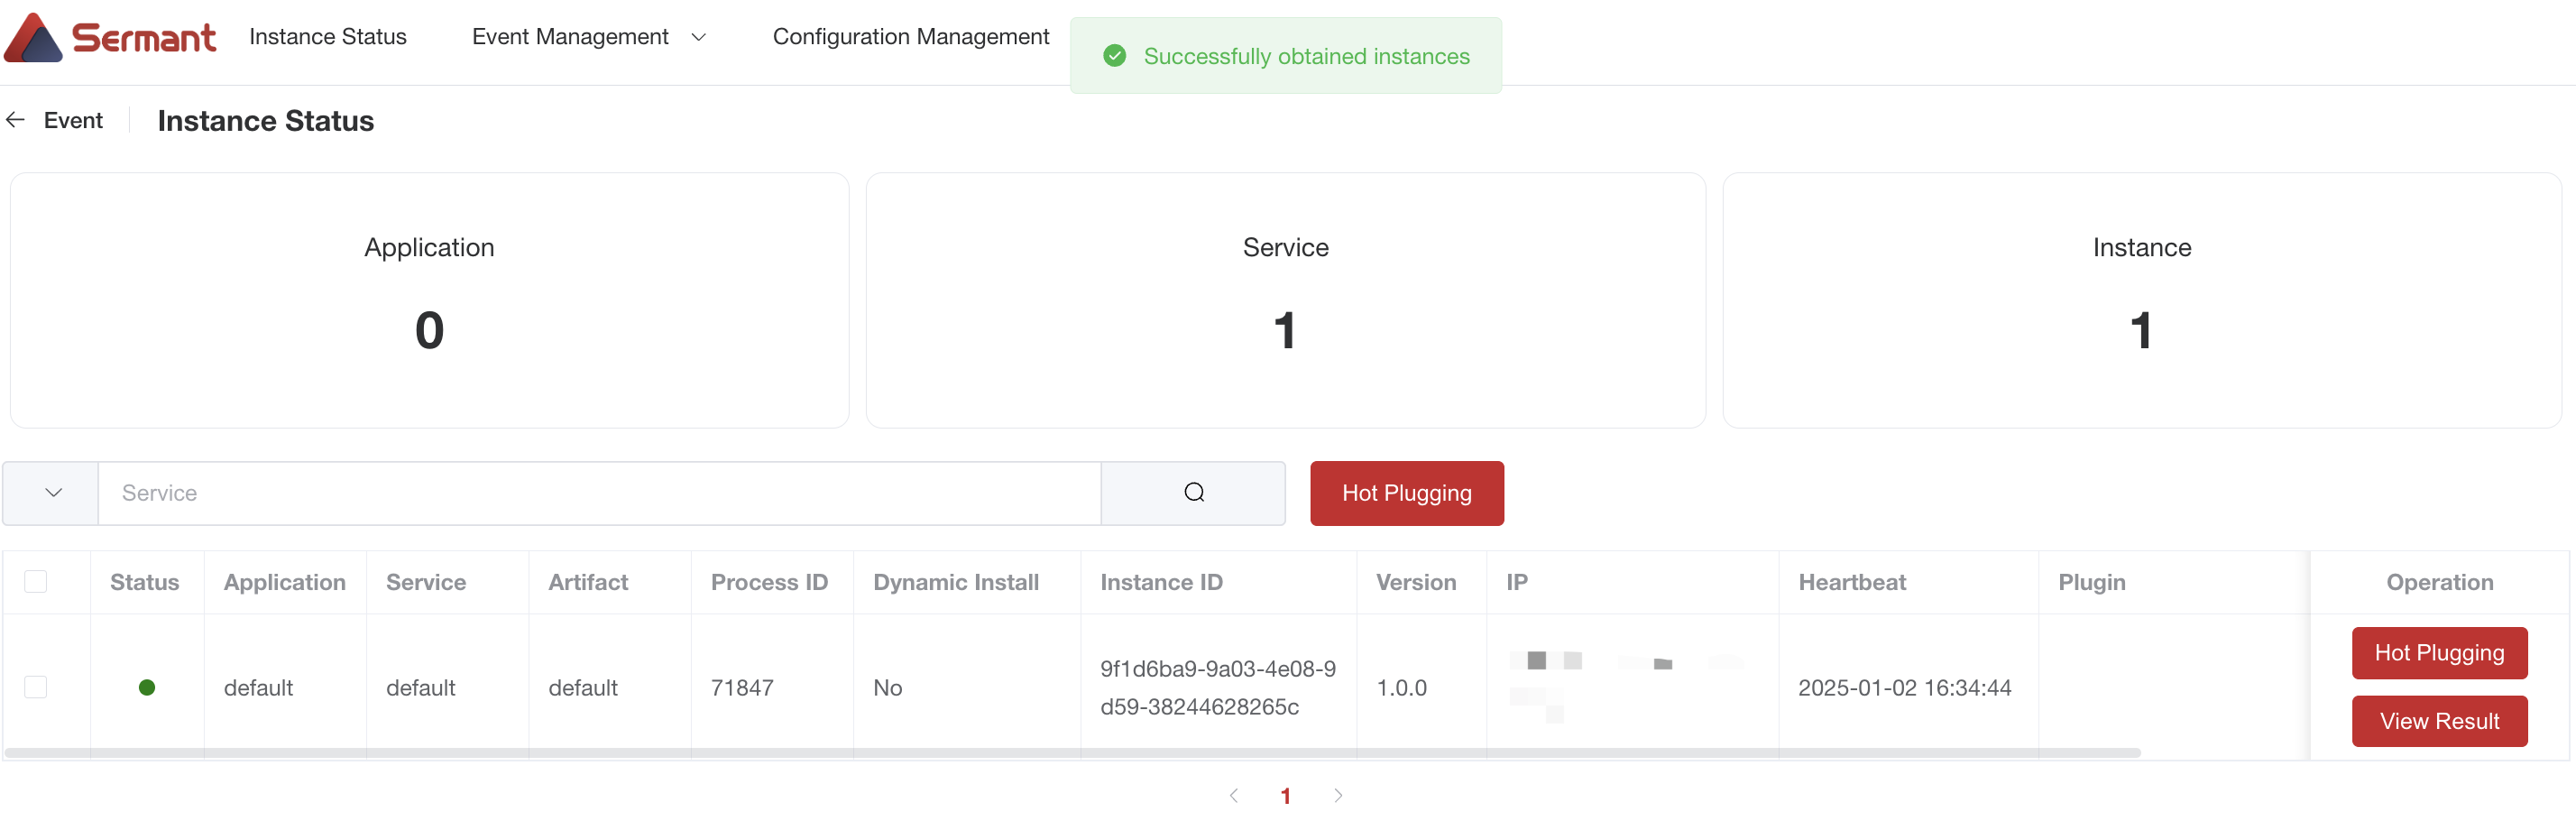 Sermant
Instance Status
Event Management
Configuration Management
Successfully obtained instances
Event
Instance Status
Application
0
Service
1
Instance
1
Service
Hot Plugging
Status
Application
Service
Artifact
Process ID
Dynamic Install
Instance ID
Version
IP
Heartbeat
Plugin
Operation
default
default
default
71847
No
9f1d6ba9-9a03-4e08-9
d59-38244628265c
1.0.0
2025-01-02 16:34:44
Hot Plugging
View Result
1